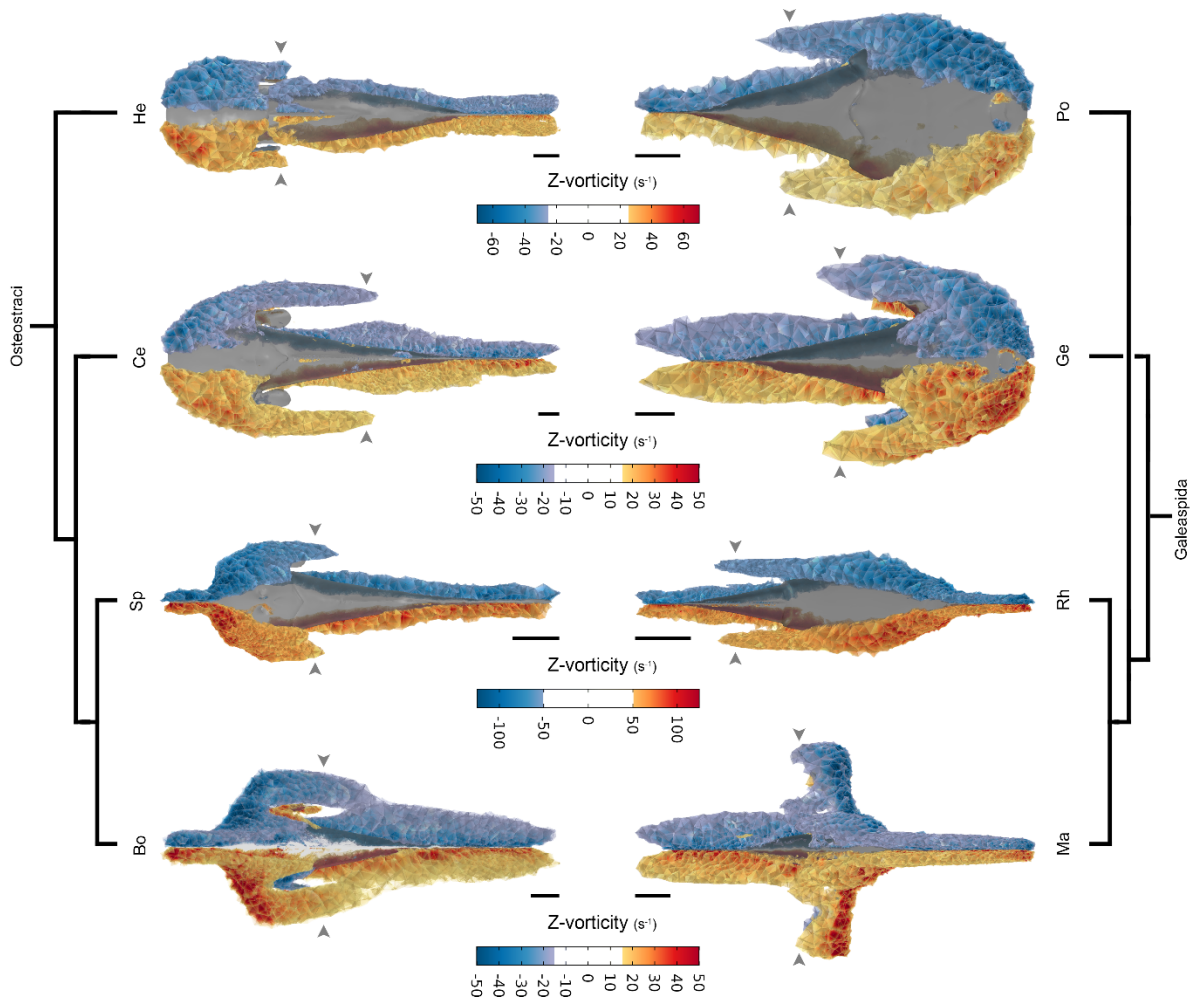 He
Po
Z-vorticity (s⁻¹)
-60 -40 -20 0 20 40 60
Osteostraci
Ce
Ge
Z-vorticity (s⁻¹)
-50 -40 -30 -20 -10 0 10 20 30 40 50
Galeaspida
Sp
Rh
Z-vorticity (s⁻¹)
-100 -50 0 50 100
Bo
Ma
Z-vorticity (s⁻¹)
-50 -40 -30 -20 -10 0 10 20 30 40 50